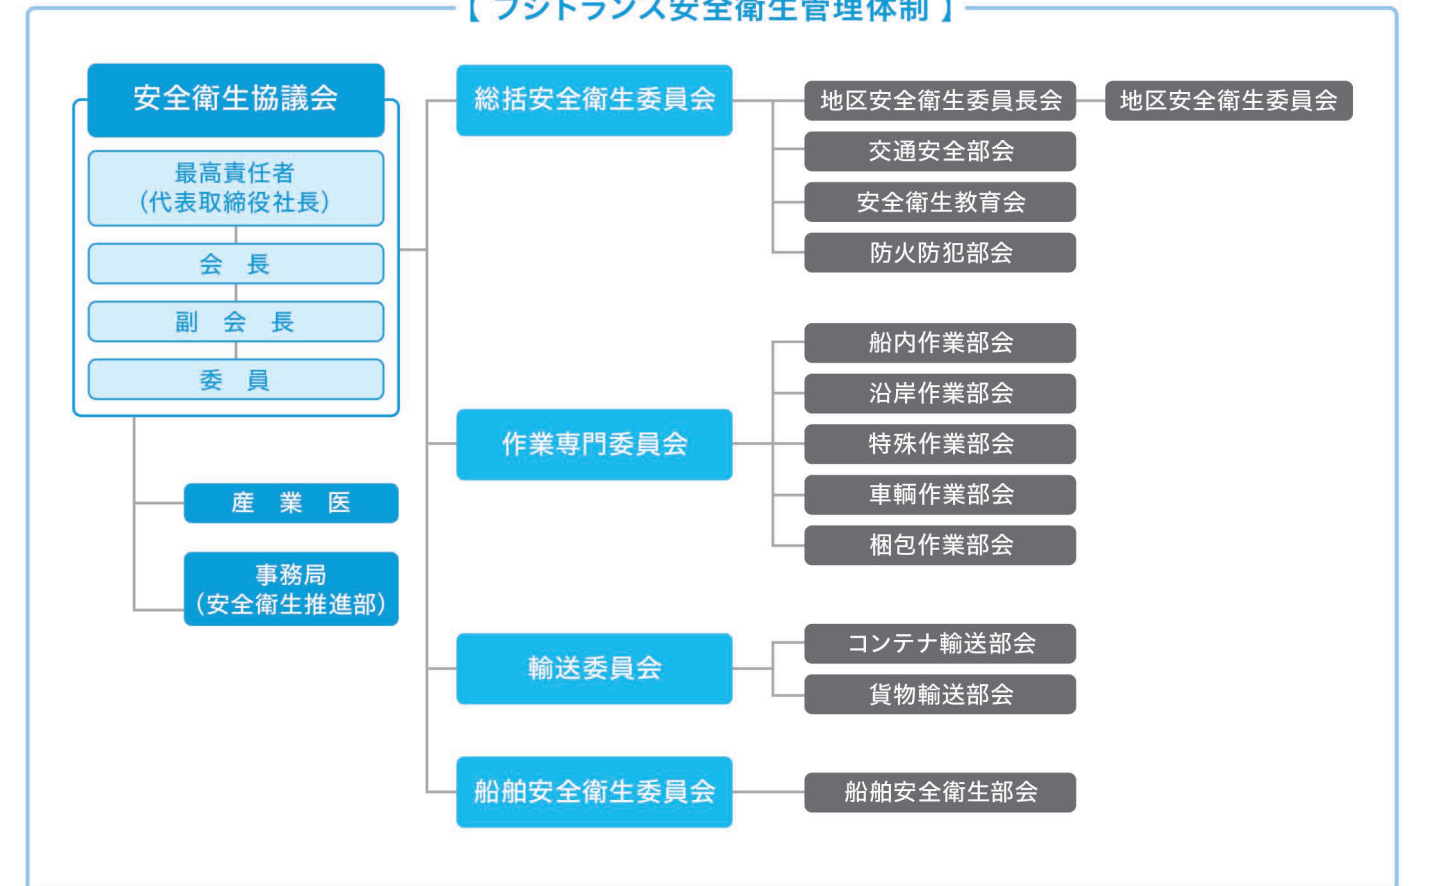 【 フジトランス安全衛生管理体制 】
安全衛生協議会
最高責任者
（代表取締役社長）
会　長
副　会　長
委　員
産　業　医
事務局
（安全衛生推進部）
総括安全衛生委員会
地区安全衛生委員長会
地区安全衛生委員会
交通安全部会
安全衛生教育会
防火防犯部会
作業専門委員会
船内作業部会
沿岸作業部会
特殊作業部会
車輌作業部会
梱包作業部会
輸送委員会
コンテナ輸送部会
貨物輸送部会
船舶安全衛生委員会
船舶安全衛生部会